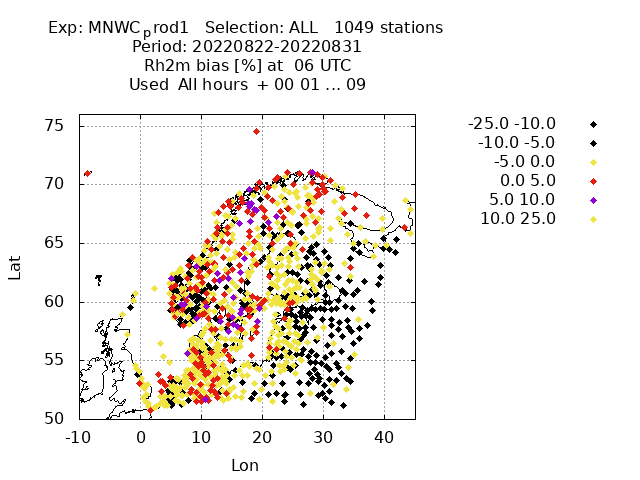 Exp: MNWCprod1 Selection: ALL 1049 stations
Period: 20220822-20220831
Rh2m bias [%] at 06 UTC
Used All hours + 00 01 ... 09
-25.0 -10.0
-10.0 -5.0
-5.0 0.0
0.0 5.0
5.0 10.0
10.0 25.0
75
70
65
60
55
50
Lat
-10 0 10 20 30 40
Lon